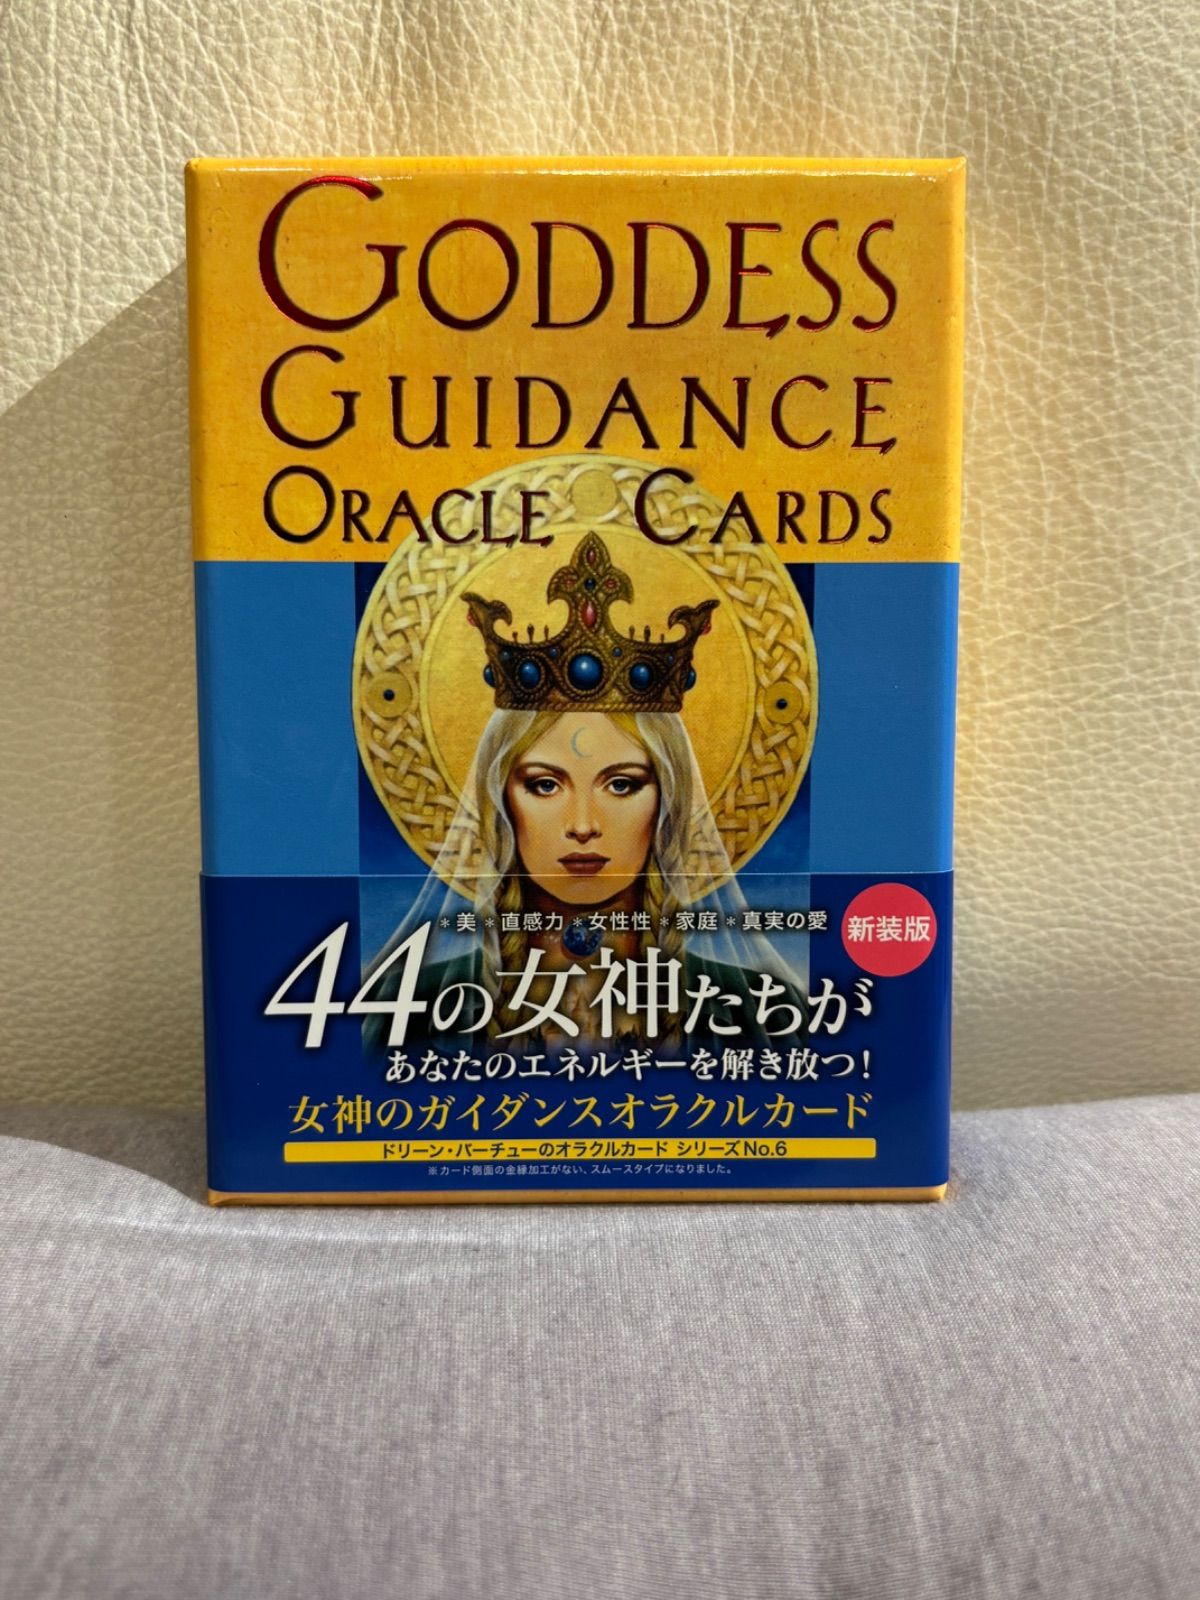 GODDESS
GUIDANCE
ORACLE CARDS
＊美 ＊直感力 ＊女性性 ＊家庭 ＊真実の愛
新装版
44の女神たちが
あなたのエネルギーを解き放つ！
女神のガイダンスオラクルカード
ドリーン・バーチューのオラクルカード シリーズNo.6
※カード側面の金縁加工がない、スムースタイプになりました。